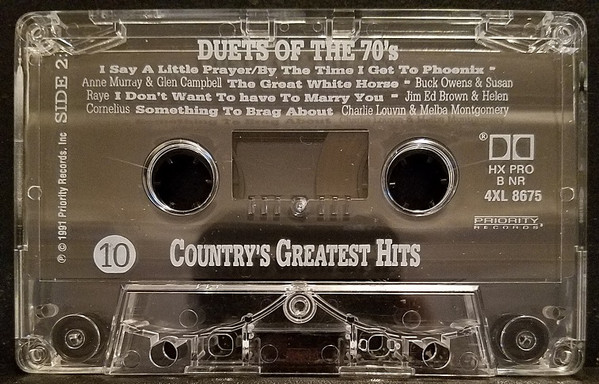 DUETS OF THE 70's
I Say A Little Prayer/By The Time I Get To Phoenix -
Anne Murray & Glen Campbell The Great White Horse - Buck Owens & Susan
Raye I Don't Want To have To Marry You - Jim Ed Brown & Helen
Cornelius Something To Brag About Charlie Louvin & Melba Montgomery
SIDE 2:
℗ © 1991 Priority Records, Inc
®
HX PRO
B NR
4XL 8675
PRIORITY
RECORDS
10 COUNTRY'S GREATEST HITS